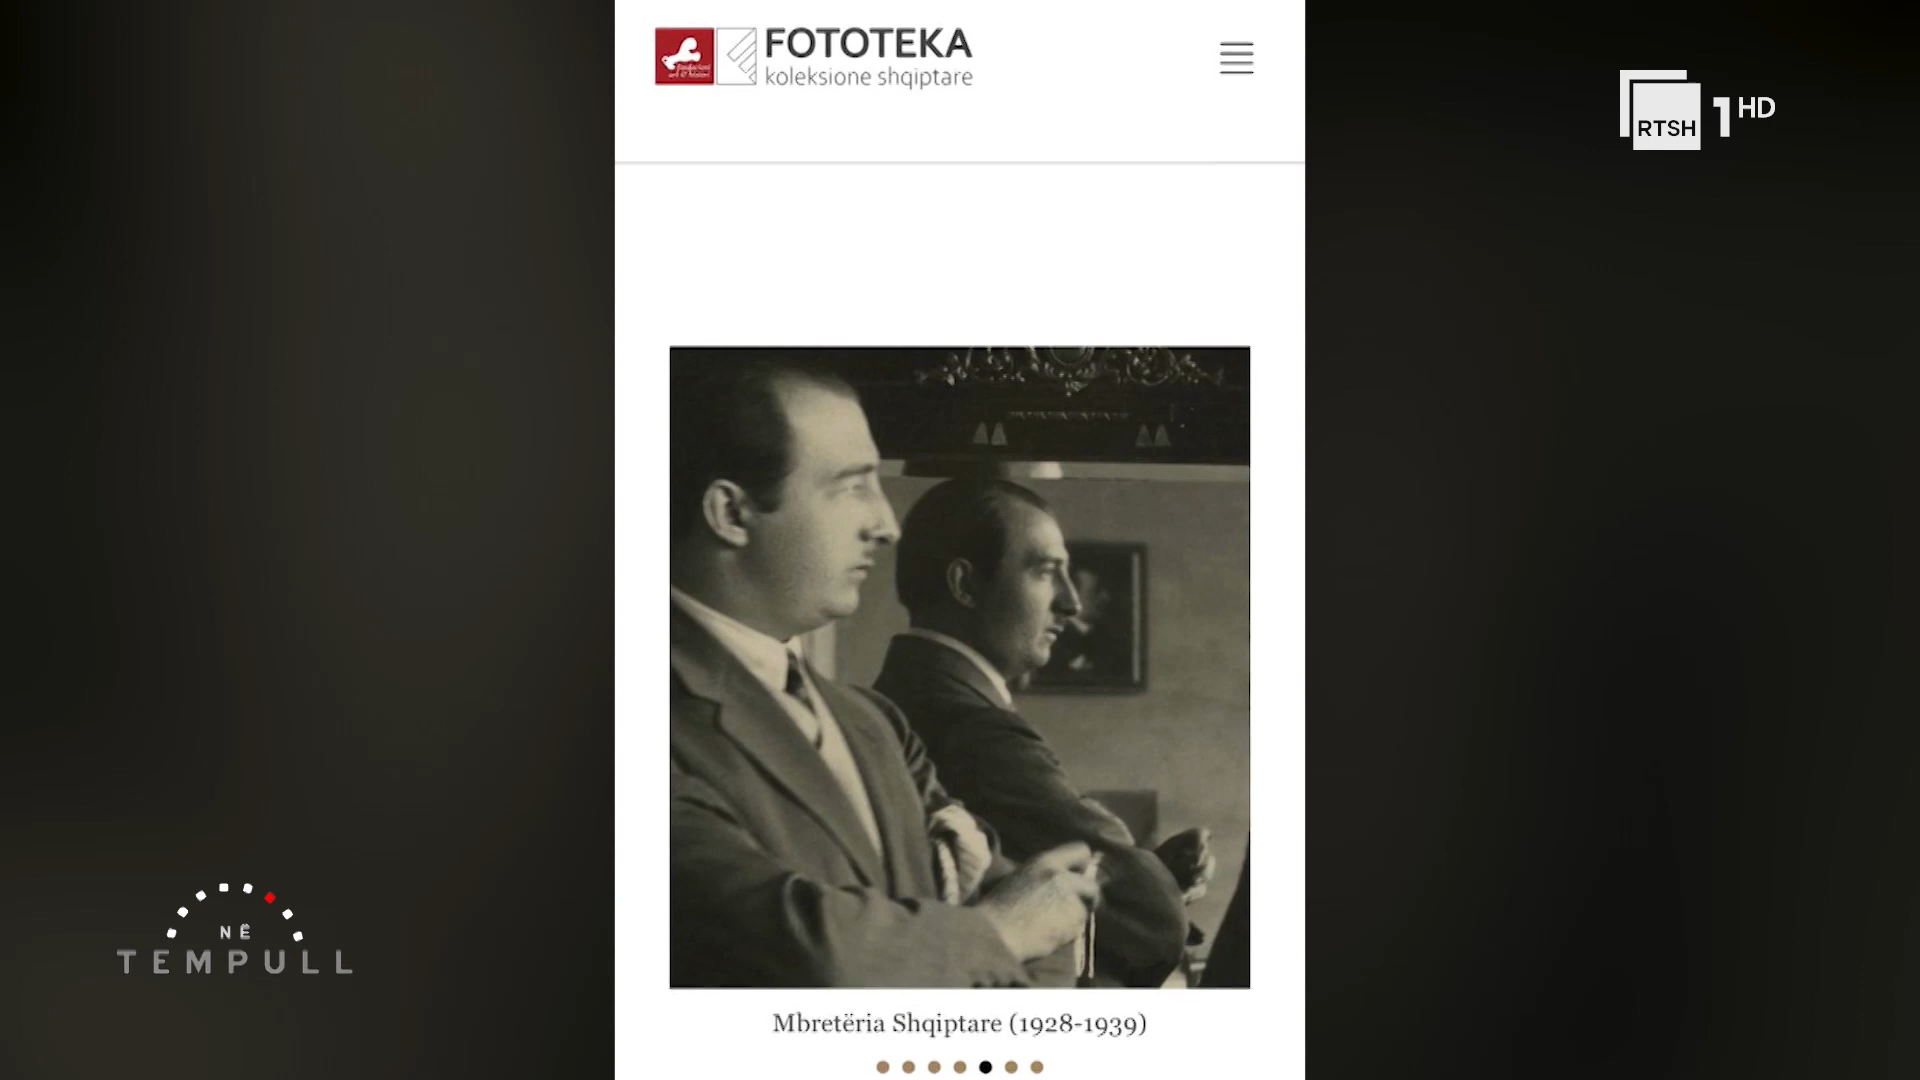 FOTOTEKA
koleksione shqiptare
RTSH 1 HD
Mbretëria Shqiptare (1928-1939)
NË
TEMPULL